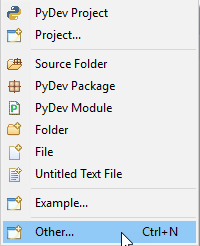 PyDev Project
Project...
Source Folder
PyDev Package
PyDev Module
Folder
File
Untitled Text File
Example...
Other... Ctrl+N